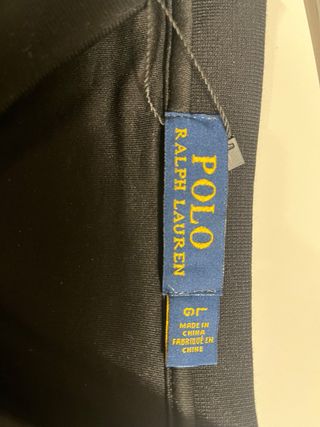 POLO
RALPH LAUREN
MADE IN
CHINA
FABRIQUÉ EN
CHINE